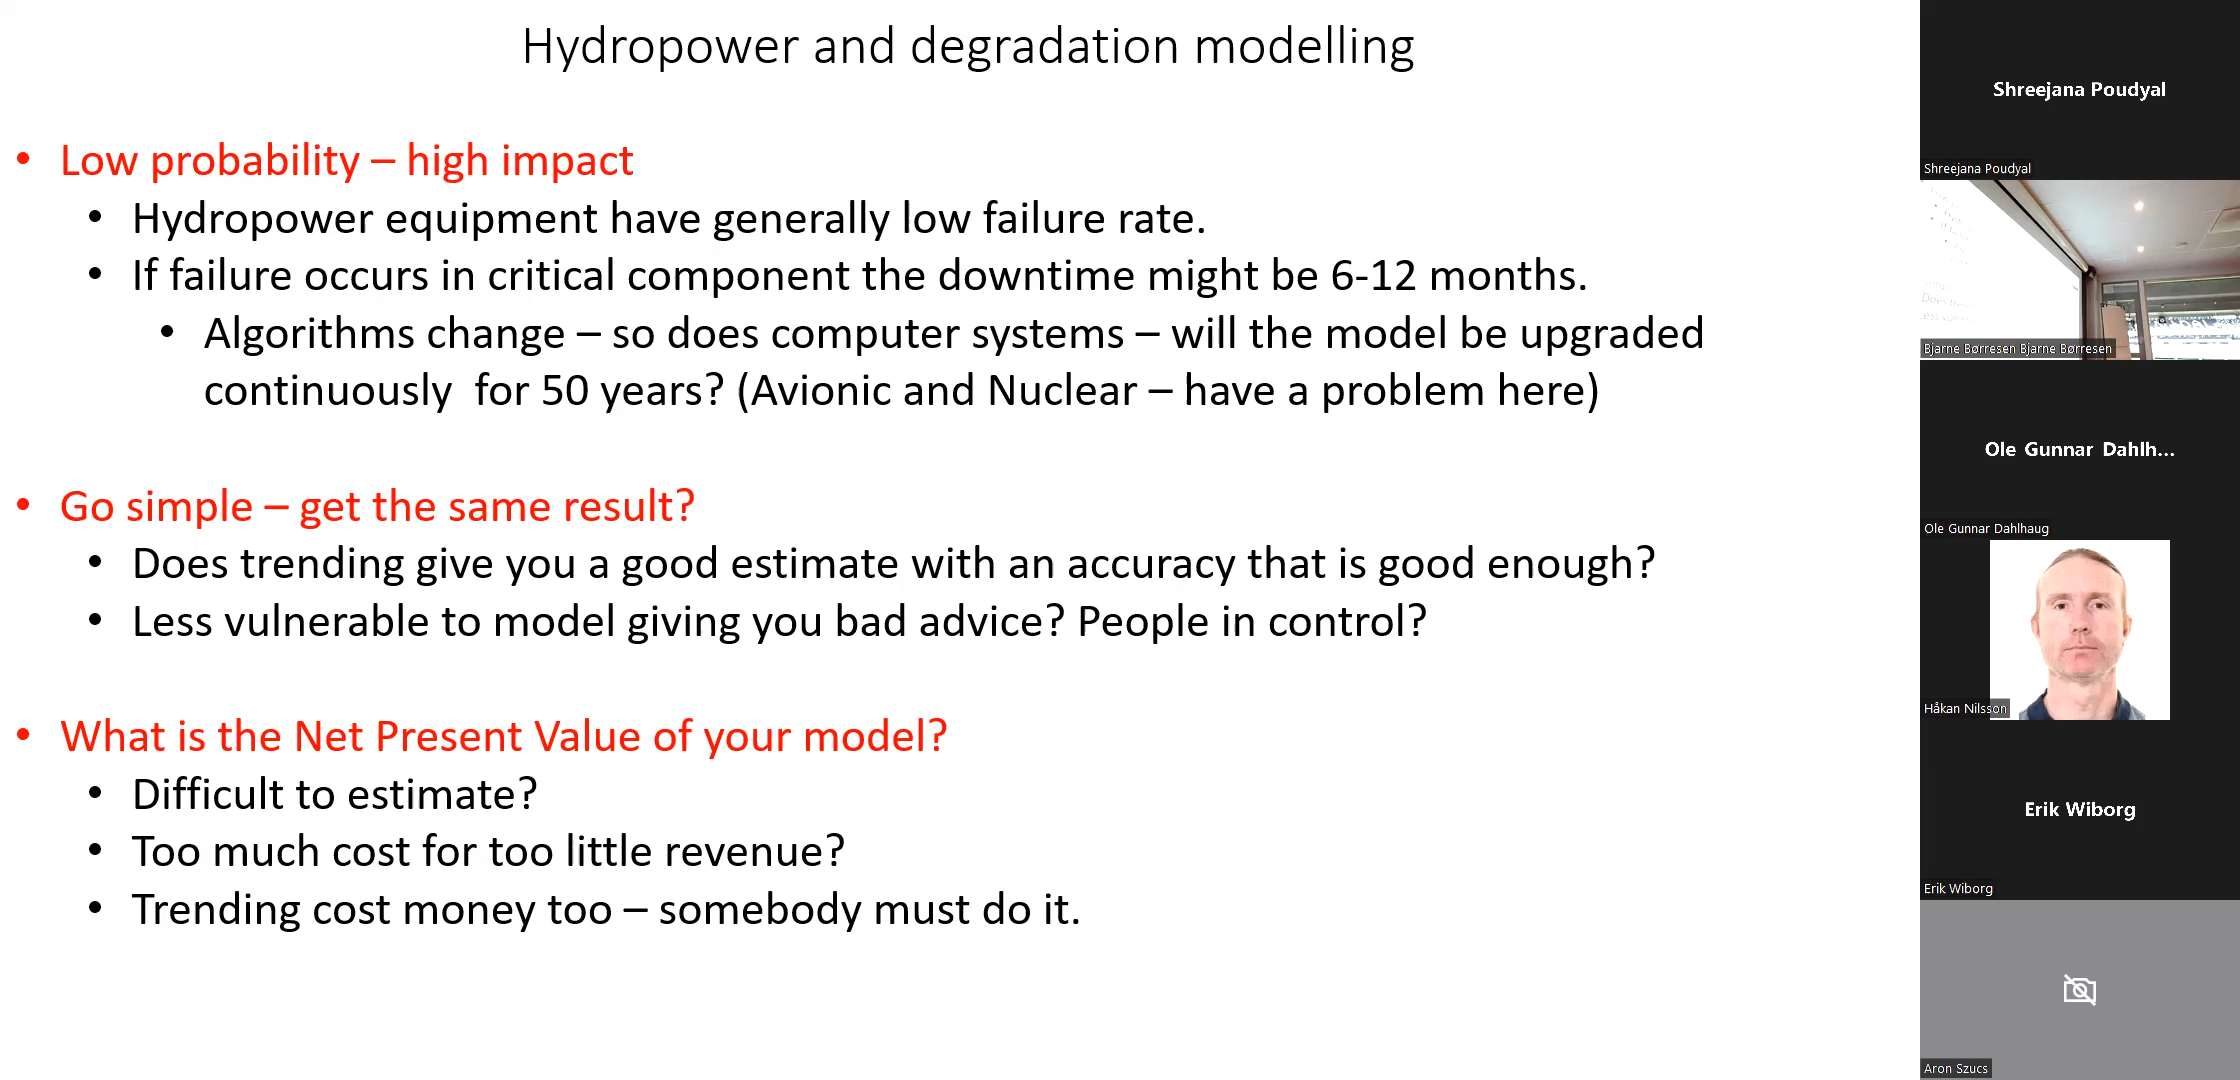 Hydropower and degradation modelling
• Low probability – high impact
• Hydropower equipment have generally low failure rate.
• If failure occurs in critical component the downtime might be 6-12 months.
• Algorithms change – so does computer systems – will the model be upgraded
continuously for 50 years? (Avionic and Nuclear – have a problem here)
• Go simple – get the same result?
• Does trending give you a good estimate with an accuracy that is good enough?
• Less vulnerable to model giving you bad advice? People in control?
• What is the Net Present Value of your model?
• Difficult to estimate?
• Too much cost for too little revenue?
• Trending cost money too – somebody must do it.
Shreejana Poudyal
Shreejana Poudyal
Bjarne Børresen Bjarne Børresen
Ole Gunnar Dahlh...
Ole Gunnar Dahlhaug
Håkan Nilsson
Erik Wiborg
Erik Wiborg
Aron Szucs